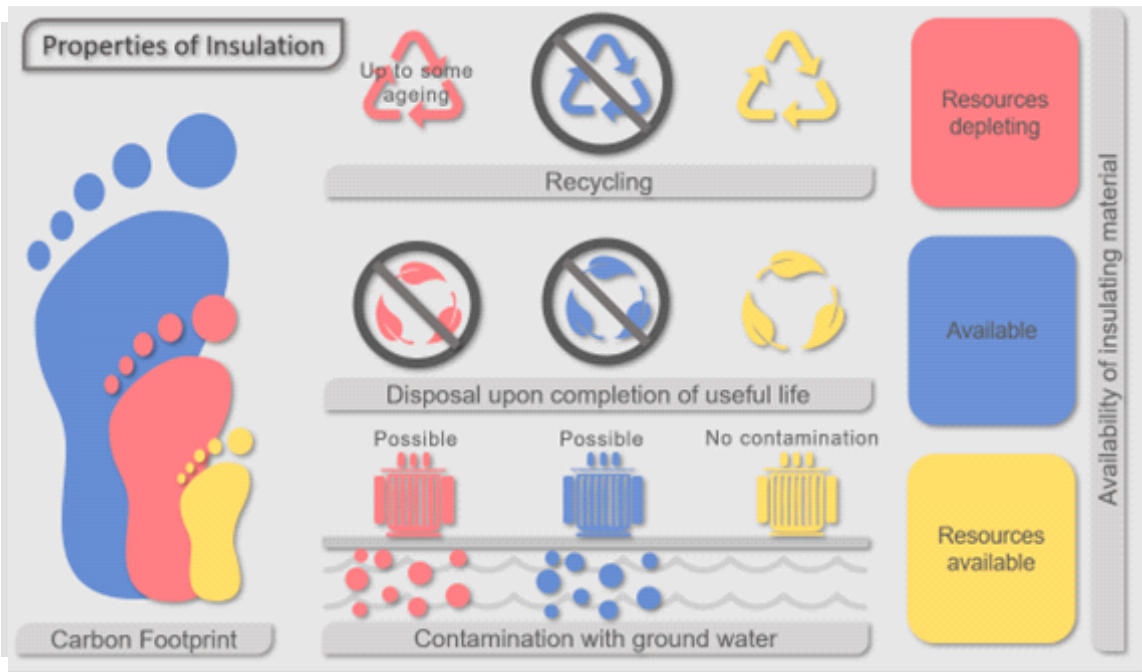 Properties of Insulation
Up to some
ageing
Recycling
Disposal upon completion of useful life
Possible
Possible
No contamination
Contamination with ground water
Carbon Footprint
Resources
depleting
Available
Resources
available
Availability of insulating material